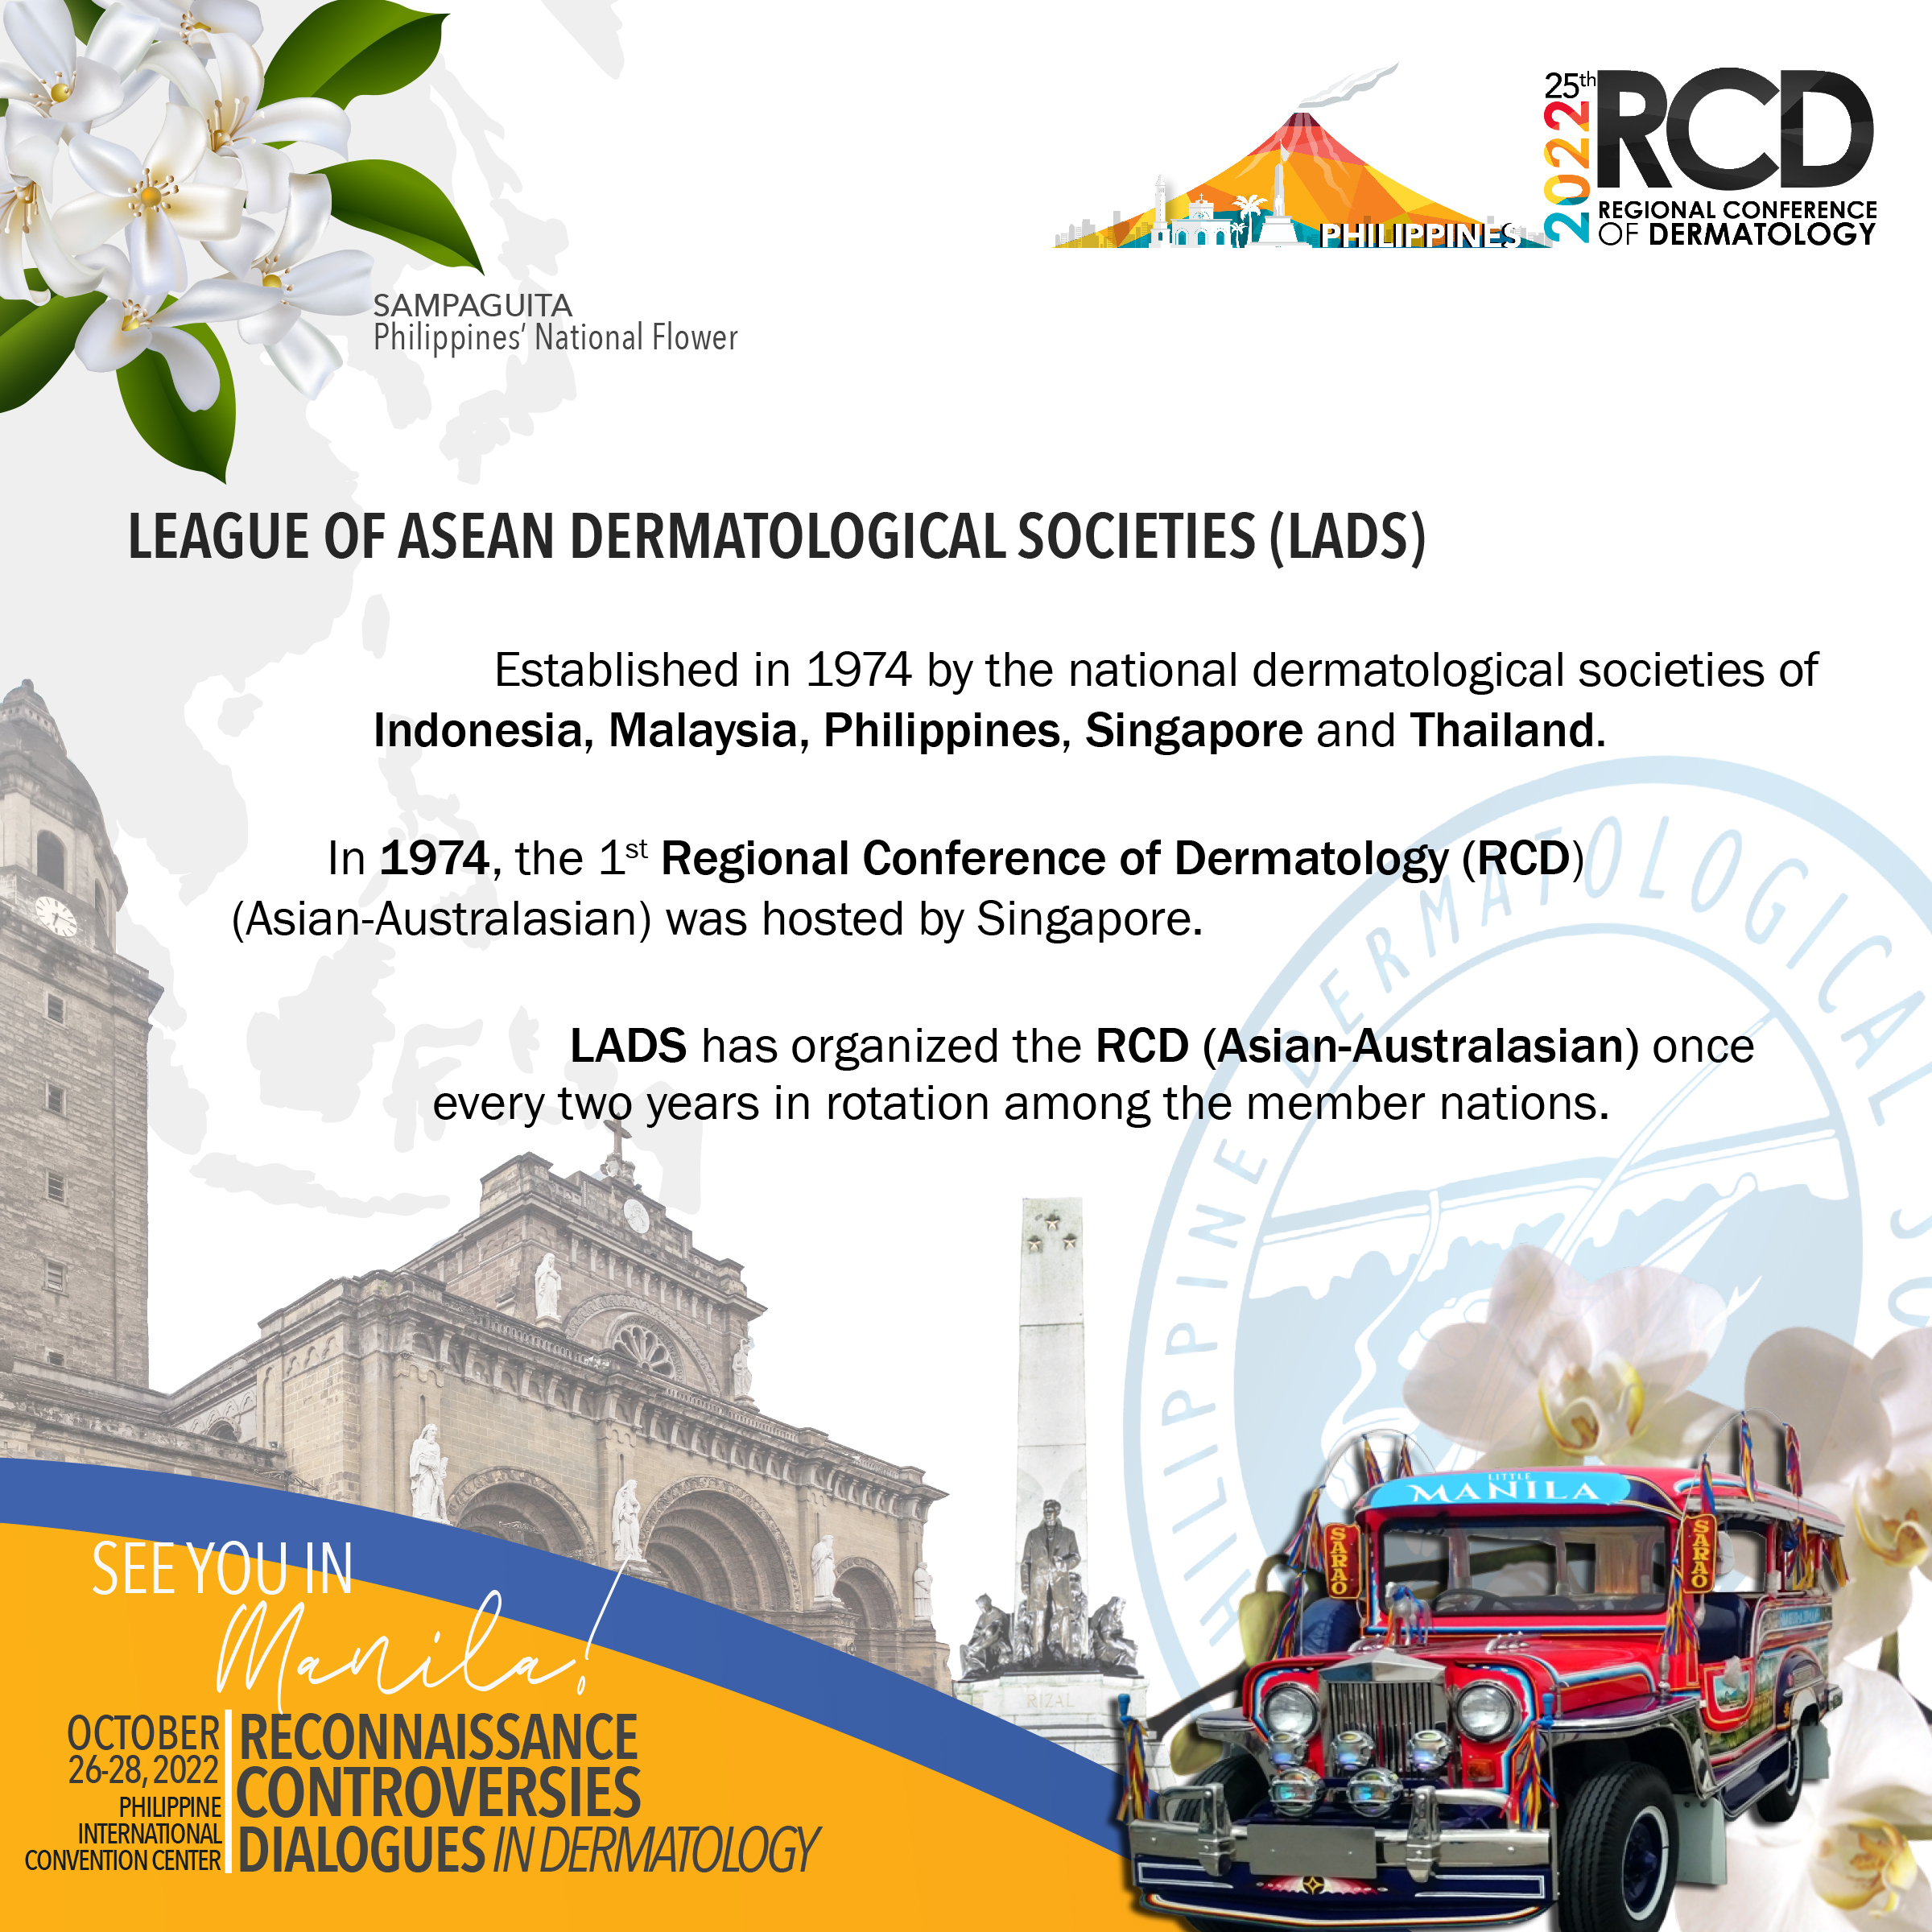 25th
2022
RCD
REGIONAL CONFERENCE
OF DERMATOLOGY
PHILIPPINES
SAMPAGUITA
Philippines’ National Flower
LEAGUE OF ASEAN DERMATOLOGICAL SOCIETIES (LADS)
Established in 1974 by the national dermatological societies of
Indonesia, Malaysia, Philippines, Singapore and Thailand.
In 1974, the 1st Regional Conference of Dermatology (RCD)
(Asian-Australasian) was hosted by Singapore.
LADS has organized the RCD (Asian-Australasian) once
every two years in rotation among the member nations.
PHILIPPINE DERMATOLOGICAL
RIZAL
LITTLE
MANILA
SARAO
SARAO
SEE YOU IN
Manila!
OCTOBER
26-28, 2022
PHILIPPINE
INTERNATIONAL
CONVENTION CENTER
RECONNAISSANCE
CONTROVERSIES
DIALOGUES IN DERMATOLOGY